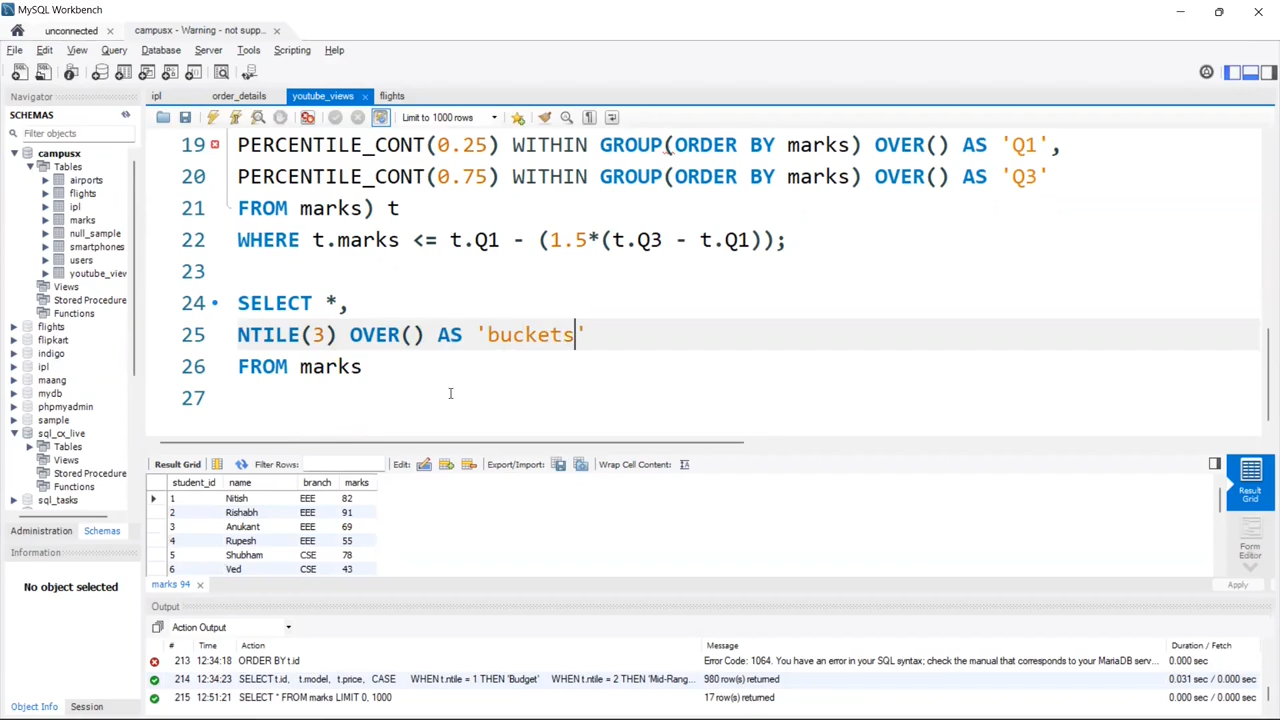 MySQL Workbench
unconnected
campusx - Warning - not supp...
File Edit View Query Database Server Tools Scripting Help
Navigator
SCHEMAS
Filter objects
campusx
Tables
airports
flights
ipl
marks
null_sample
smartphones
users
youtube_view
Views
Stored Procedure
Functions
flights
flipkart
indigo
ipl
maang
mydb
phpmyadmin
sample
sql_cx_live
Tables
Views
Stored Procedure
Functions
sql_tasks
Administration Schemas
Information
No object selected
Object Info Session
ipl order_details youtube_views flights
Limit to 1000 rows
19 PERCENTILE_CONT(0.25) WITHIN GROUP(ORDER BY marks) OVER() AS 'Q1',
20 PERCENTILE_CONT(0.75) WITHIN GROUP(ORDER BY marks) OVER() AS 'Q3'
21 FROM marks) t
22 WHERE t.marks <= t.Q1 - (1.5*(t.Q3 - t.Q1));
23
24 SELECT *,
25 NTILE(3) OVER() AS 'buckets'
26 FROM marks
27
Result Grid Filter Rows: Edit: Export/Import: Wrap Cell Content:
student_id name branch marks
1 Nitish EEE 82
2 Rishabh EEE 91
3 Anukant EEE 69
4 Rupesh EEE 55
5 Shubham CSE 78
6 Ved CSE 43
Result Grid
Form Editor
marks 94
Apply
Output
Action Output
# Time Action Message Duration / Fetch
213 12:34:18 ORDER BY t.id Error Code: 1064. You have an error in your SQL syntax; check the manual that corresponds to your MariaDB serv... 0.000 sec
214 12:34:23 SELECT t.id, t.model, t.price, CASE WHEN t.ntile = 1 THEN 'Budget' WHEN t.ntile = 2 THEN 'Mid-Rang... 980 row(s) returned 0.031 sec / 0.000 sec
215 12:51:21 SELECT * FROM marks LIMIT 0, 1000 17 row(s) returned 0.000 sec / 0.000 sec